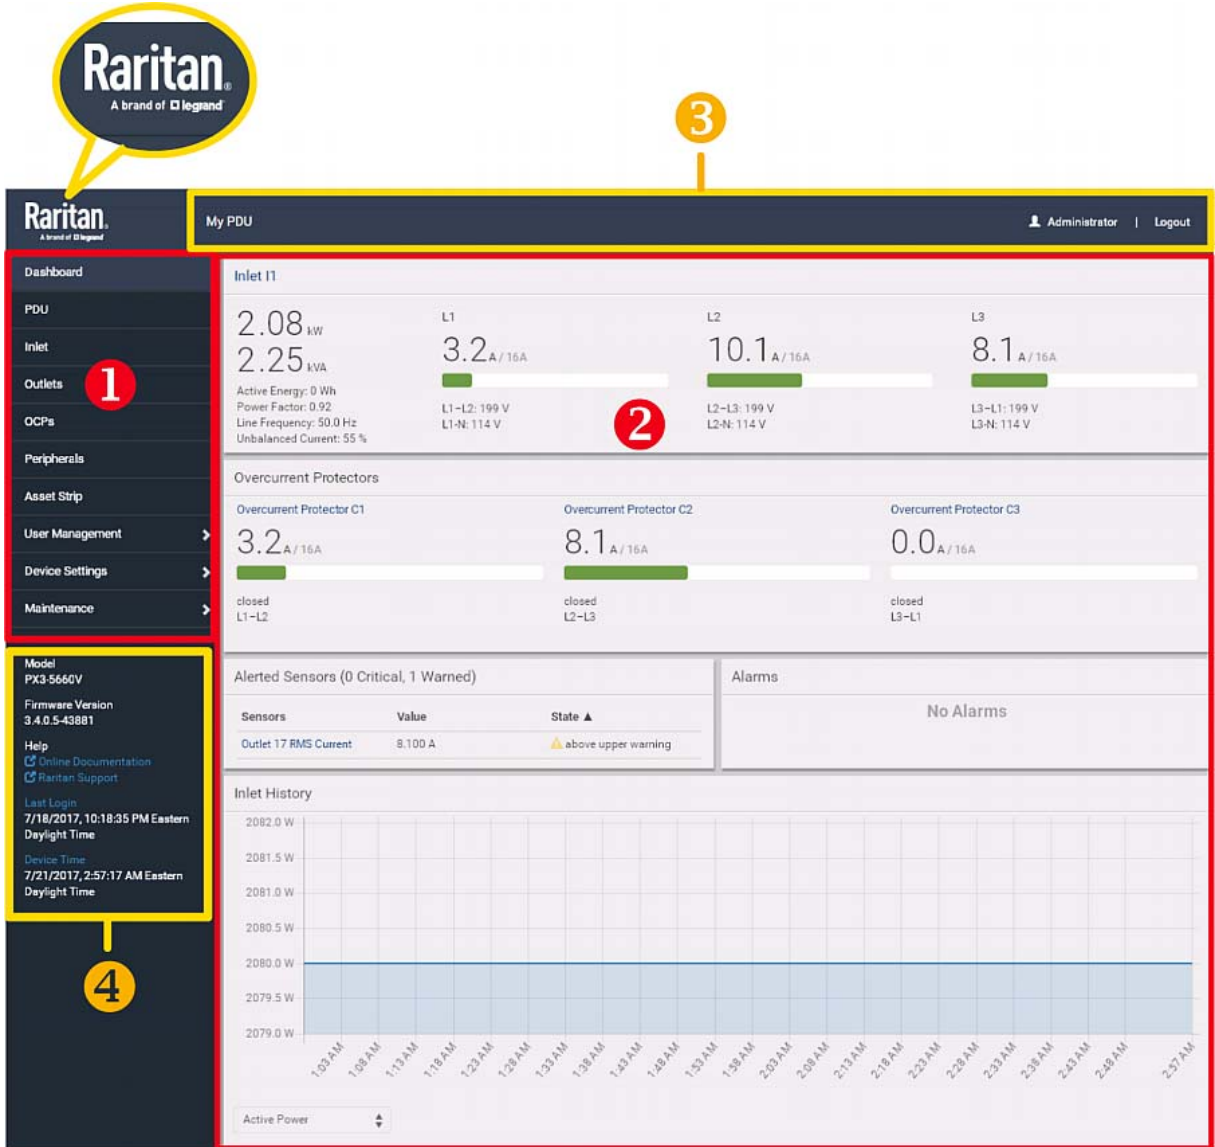 Raritan.
A brand of legrand
3
Raritan.
A brand of legrand
My PDU
Administrator | Logout
Dashboard
PDU
Inlet
Outlets
OCPs
Peripherals
Asset Strip
User Management
Device Settings
Maintenance
1
Model
PX3-5660V
Firmware Version
3.4.0.5-43881
Help
Online Documentation
Raritan Support
Last Login
7/18/2017, 10:18:35 PM Eastern
Daylight Time
Device Time
7/21/2017, 2:57:17 AM Eastern
Daylight Time
4
Inlet I1
2.08 kW
2.25 kVA
Active Energy: 0 Wh
Power Factor: 0.92
Line Frequency: 50.0 Hz
Unbalanced Current: 55 %
L1
3.2 A / 16A
L1-L2: 199 V
L1-N: 114 V
2
L2
10.1 A / 16A
L2-L3: 199 V
L2-N: 114 V
L3
8.1 A / 16A
L3-L1: 199 V
L3-N: 114 V
Overcurrent Protectors
Overcurrent Protector C1
3.2 A / 16A
closed
L1-L2
Overcurrent Protector C2
8.1 A / 16A
closed
L2-L3
Overcurrent Protector C3
0.0 A / 16A
closed
L3-L1
Alerted Sensors (0 Critical, 1 Warned)
Sensors Value State ▲
Outlet 17 RMS Current 8.100 A above upper warning
Alarms
No Alarms
Inlet History
2082.0 W
2081.5 W
2081.0 W
2080.5 W
2080.0 W
2079.5 W
2079.0 W
1:03 AM 1:08 AM 1:13 AM 1:18 AM 1:23 AM 1:28 AM 1:33 AM 1:38 AM 1:43 AM 1:48 AM 1:53 AM 1:58 AM 2:03 AM 2:08 AM 2:13 AM 2:18 AM 2:23 AM 2:28 AM 2:33 AM 2:38 AM 2:43 AM 2:48 AM 2:57 AM
Active Power